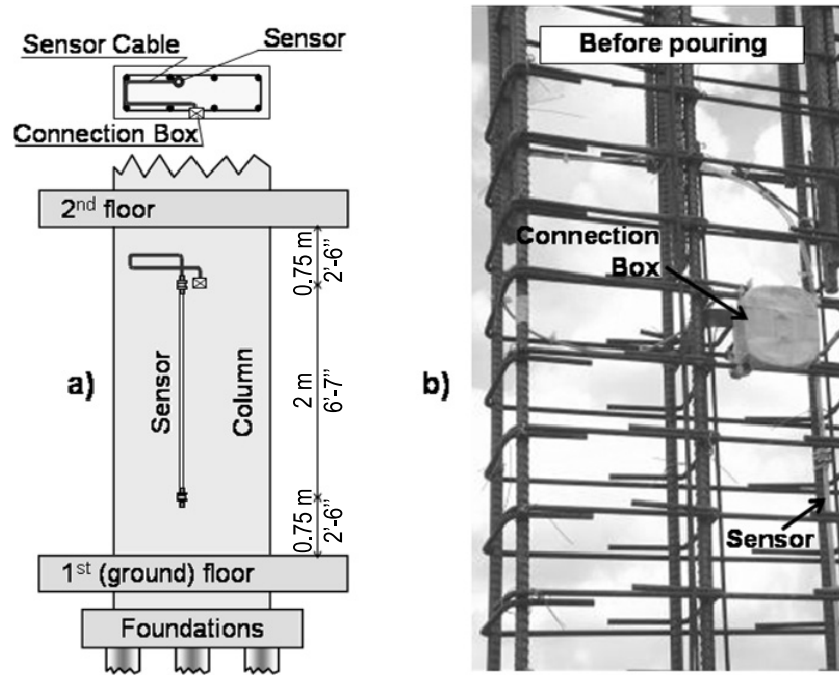 Sensor Cable
Sensor
Connection Box
2nd floor
0.75 m
2'-6"
a)
Sensor
Column
2 m
6'-7"
0.75 m
2'-6"
1st (ground) floor
Foundations
Before pouring
Connection
Box
b)
Sensor